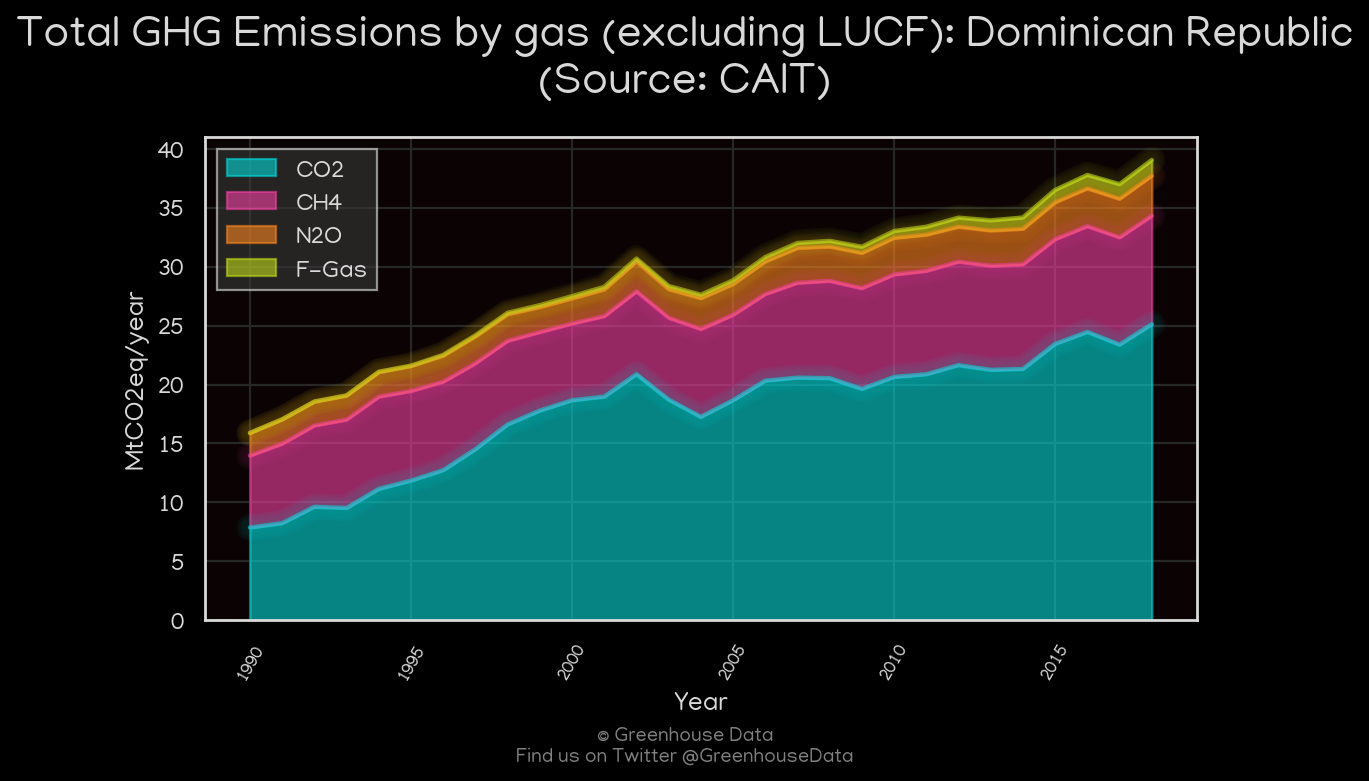 Total GHG Emissions by gas (excluding LUCF): Dominican Republic
(Source: CAIT)
40
35
30
25
20
15
10
5
0
MtCO2eq/year
CO2
CH4
N2O
F-Gas
1990
1995
2000
2005
2010
2015
Year
© Greenhouse Data
Find us on Twitter @GreenhouseData